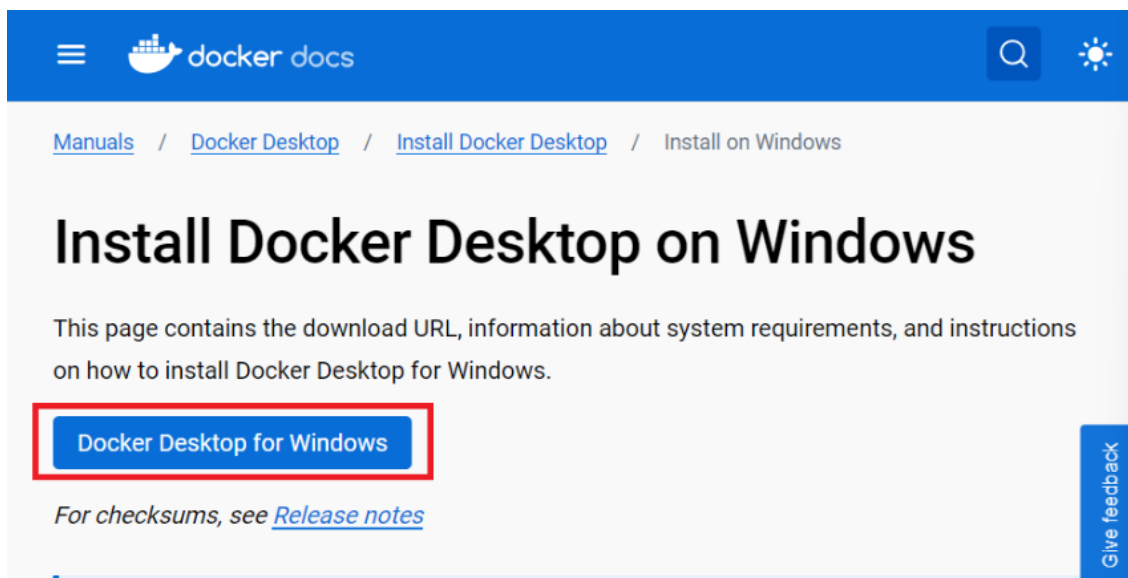 docker docs
Manuals / Docker Desktop / Install Docker Desktop / Install on Windows
Install Docker Desktop on Windows
This page contains the download URL, information about system requirements, and instructions
on how to install Docker Desktop for Windows.
Docker Desktop for Windows
For checksums, see Release notes
Give feedback